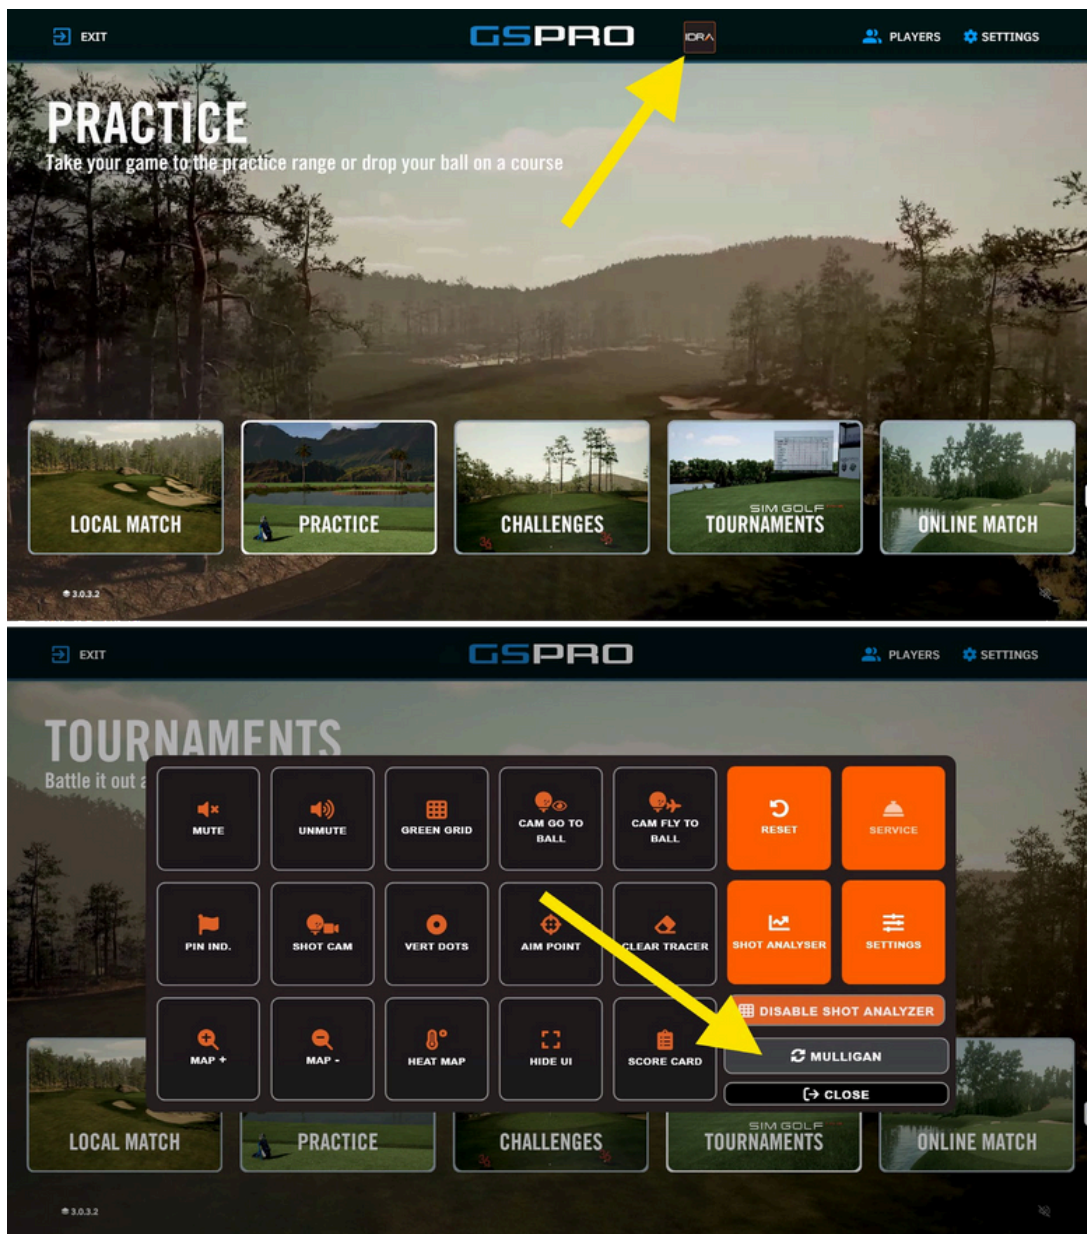 EXIT
GSPRO
IDRA
PLAYERS
SETTINGS
PRACTICE
Take your game to the practice range or drop your ball on a course
LOCAL MATCH
PRACTICE
CHALLENGES
SIM GOLF
TOURNAMENTS
ONLINE MATCH
3.0.3.2
EXIT
GSPRO
PLAYERS
SETTINGS
TOURNAMENTS
Battle it out
MUTE
UNMUTE
GREEN GRID
CAM GO TO
BALL
CAM FLY TO
BALL
RESET
SERVICE
PIN IND.
SHOT CAM
VERT DOTS
AIM POINT
CLEAR TRACER
SHOT ANALYSER
SETTINGS
DISABLE SHOT ANALYZER
MAP +
MAP -
HEAT MAP
HIDE UI
SCORE CARD
MULLIGAN
CLOSE
LOCAL MATCH
PRACTICE
CHALLENGES
SIM GOLF
TOURNAMENTS
ONLINE MATCH
3.0.3.2